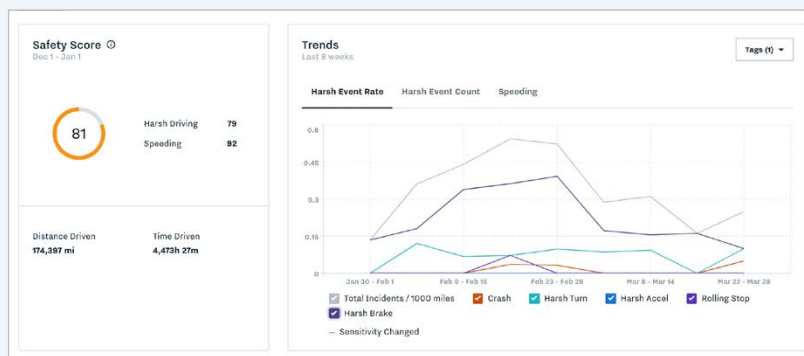 Safety Score
Dec 1 - Jan 1
81
Harsh Driving 79
Speeding 92
Distance Driven Time Driven
174,397 mi 4,473h 27m
Trends
Last 8 weeks
Tags (1)
Harsh Event Rate Harsh Event Count Speeding
0.6
0.45
0.3
0.15
0
Jan 30 - Feb 1 Feb 9 - Feb 15 Feb 23 - Feb 29 Mar 8 - Mar 14 Mar 22 - Mar 28
Total Incidents / 1000 miles Crash Harsh Turn Harsh Accel Rolling Stop
Harsh Brake
Sensitivity Changed